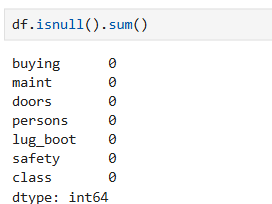 df.isnull().sum()
buying 0
maint 0
doors 0
persons 0
lug_boot 0
safety 0
class 0
dtype: int64